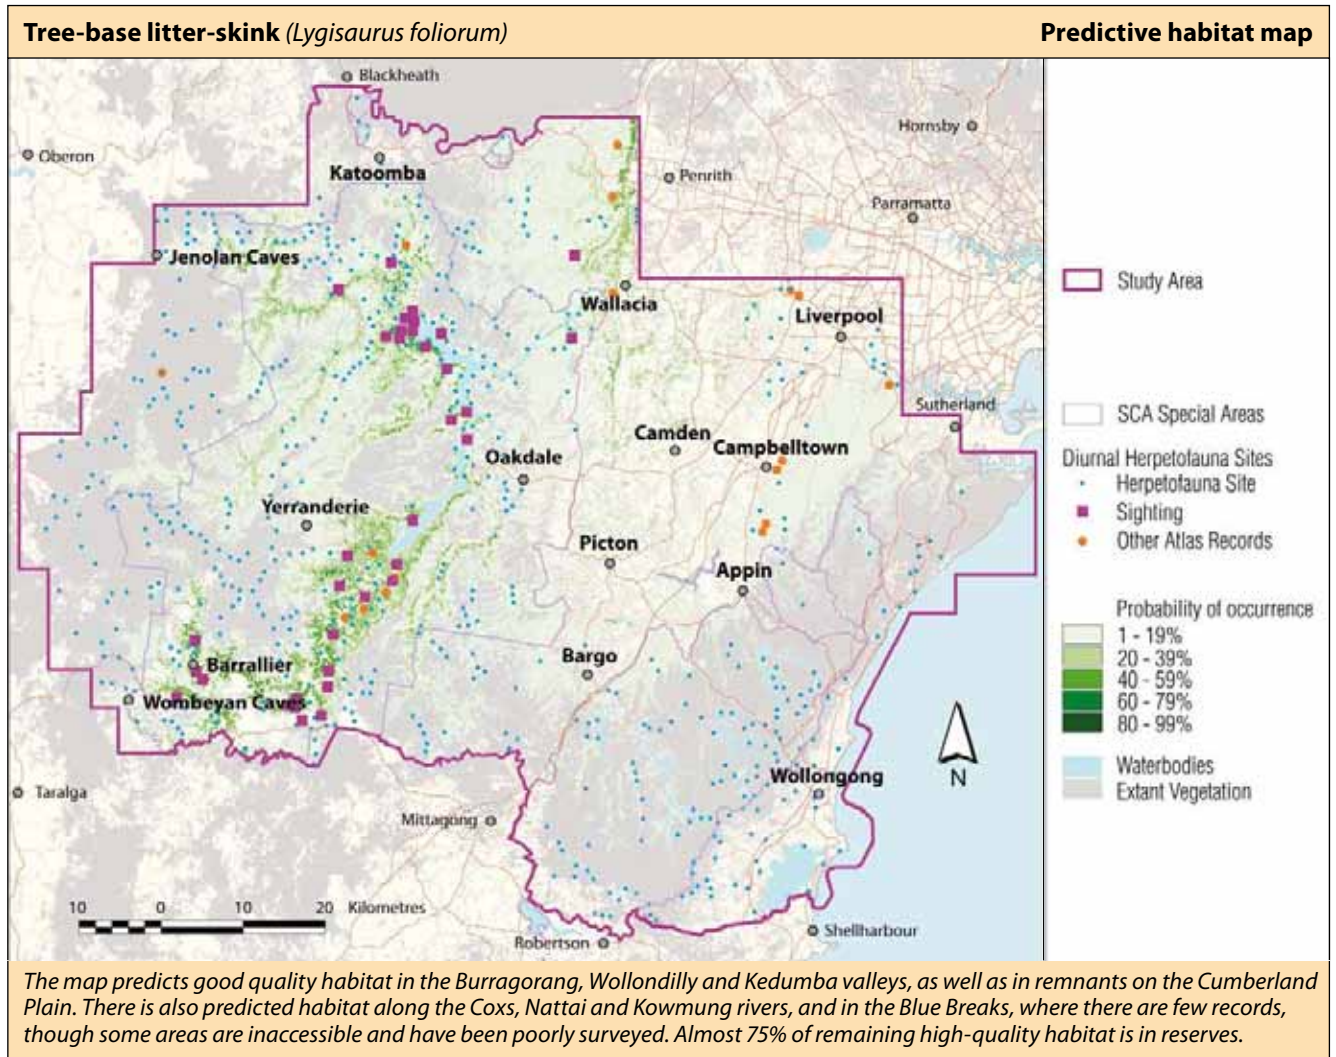 Tree-base litter-skink (Lygisaurus foliorum) Predictive habitat map
Blackheath
Hornsby
Oberon
Katoomba
Penrith
Parramatta
Jenolan Caves
Study Area
Wallacia
Liverpool
Sutherland
SCA Special Areas
Camden
Campbelltown
Oakdale
Diurnal Herpetofauna Sites
Herpetofauna Site
Yerranderie
Sighting
Picton
Other Atlas Records
Appin
Probability of occurrence
1 - 19%
20 - 39%
40 - 59%
60 - 79%
80 - 99%
Bargo
Barrallier
Wombeyan Caves
Waterbodies
Extant Vegetation
Wollongong
N
Taralga
Mittagong
10 0 10 20 Kilometres
Shellharbour
Robertson
The map predicts good quality habitat in the Burragorang, Wollondilly and Kedumba valleys, as well as in remnants on the Cumberland
Plain. There is also predicted habitat along the Coxs, Nattai and Kowmung rivers, and in the Blue Breaks, where there are few records,
though some areas are inaccessible and have been poorly surveyed. Almost 75% of remaining high-quality habitat is in reserves.